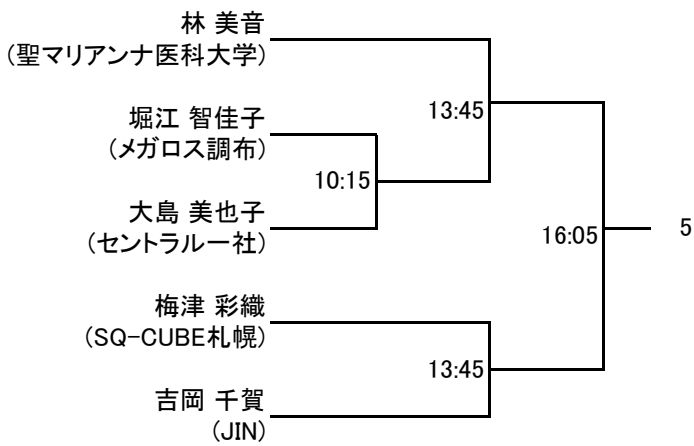 林 美音
(聖マリアンナ医科大学)
13:45
堀江 智佳子
(メガロス調布)
10:15
大島 美也子
(セントラル一社)
16:05
5
梅津 彩織
(SQ-CUBE札幌)
13:45
吉岡 千賀
(JIN)